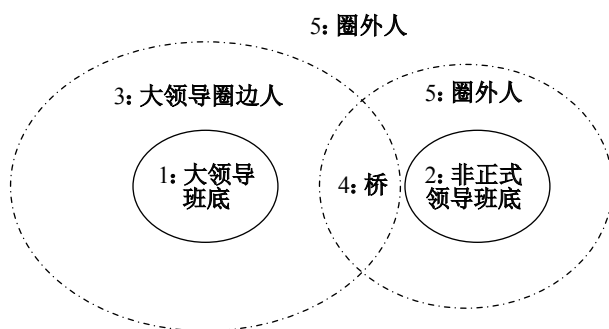 5: 圈外人
3: 大领导圈边人
5: 圈外人
1: 大领导
班底
4: 桥
2: 非正式
领导班底